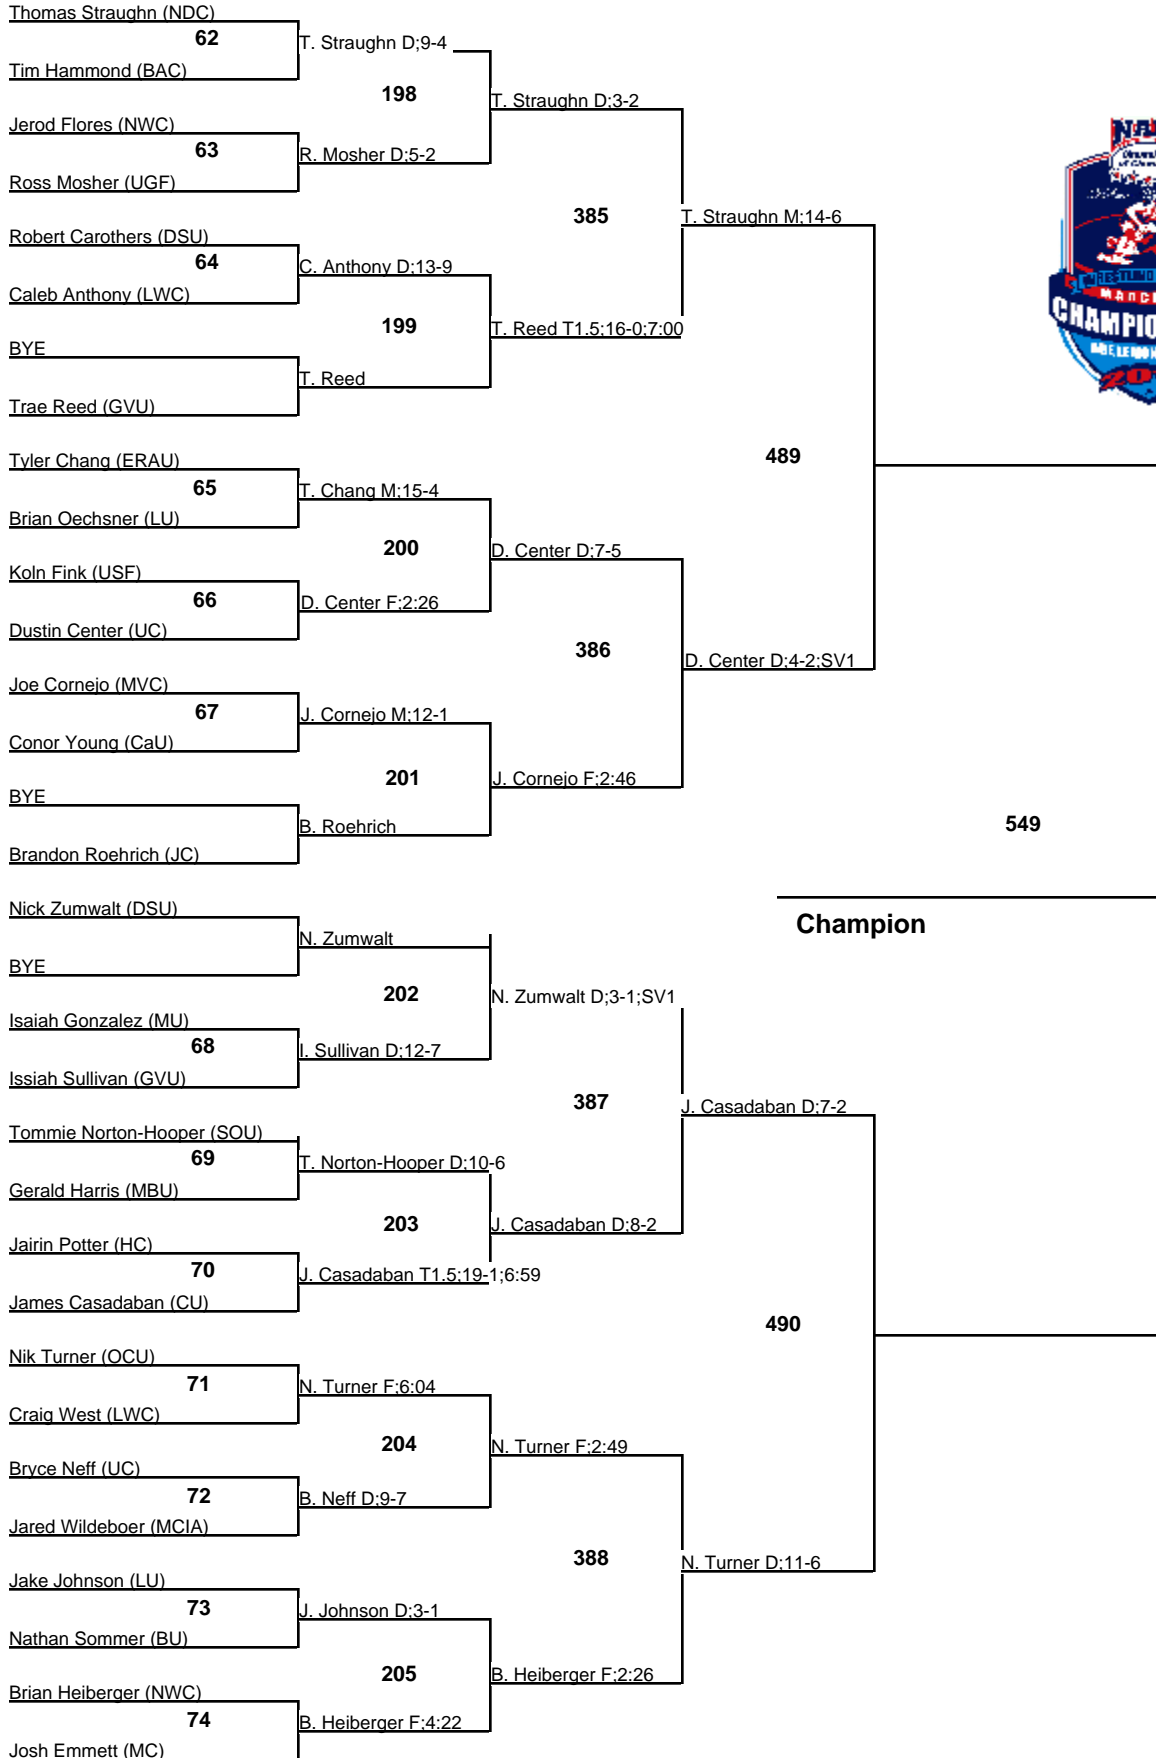 Thomas Straughn (NDC)
62
T. Straughn D;9-4
Tim Hammond (BAC)
198
T. Straughn D;3-2
Jerod Flores (NWC)
63
R. Mosher D;5-2
Ross Mosher (UGF)
385
T. Straughn M;14-6
Robert Carothers (DSU)
64
C. Anthony D;13-9
Caleb Anthony (LWC)
199
T. Reed T1.5;16-0;7:00
BYE
T. Reed
Trae Reed (GVU)
489
Tyler Chang (ERAU)
65
T. Chang M;15-4
Brian Oechsner (LU)
200
D. Center D;7-5
Koln Fink (USF)
66
D. Center F;2:26
Dustin Center (UC)
386
D. Center D;4-2;SV1
Joe Cornejo (MVC)
67
J. Cornejo M;12-1
Conor Young (CaU)
201
J. Cornejo F;2:46
BYE
B. Roehrich
Brandon Roehrich (JC)
549
Champion
Nick Zumwalt (DSU)
N. Zumwalt
BYE
202
N. Zumwalt D;3-1;SV1
Isaiah Gonzalez (MU)
68
I. Sullivan D;12-7
Issiah Sullivan (GVU)
387
J. Casadaban D;7-2
Tommie Norton-Hooper (SOU)
69
T. Norton-Hooper D;10-6
Gerald Harris (MBU)
203
J. Casadaban D;8-2
Jairin Potter (HC)
70
J. Casadaban T1.5;19-1;6:59
James Casadaban (CU)
490
Nik Turner (OCU)
71
N. Turner F;6:04
Craig West (LWC)
204
N. Turner F;2:49
Bryce Neff (UC)
72
B. Neff D;9-7
Jared Wildeboer (MCIA)
388
N. Turner D;11-6
Jake Johnson (LU)
73
J. Johnson D;3-1
Nathan Sommer (BU)
205
B. Heiberger F;2:26
Brian Heiberger (NWC)
74
B. Heiberger F;4:22
Josh Emmett (MC)